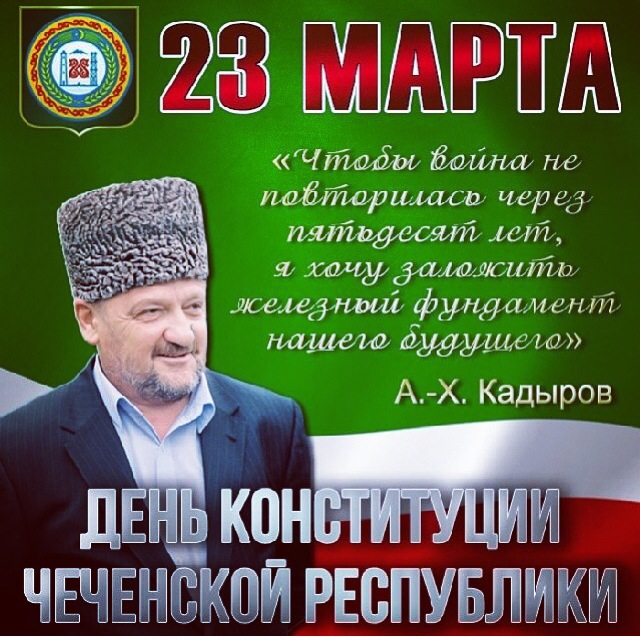 23 МАРТА
«Чтобы война не
повторилась через
пятьдесят лет,
я хочу заложить
железный фундамент
нашего будущего»
А.-Х. Кадыров
ДЕНЬ КОНСТИТУЦИИ
ЧЕЧЕНСКОЙ РЕСПУБЛИКИ